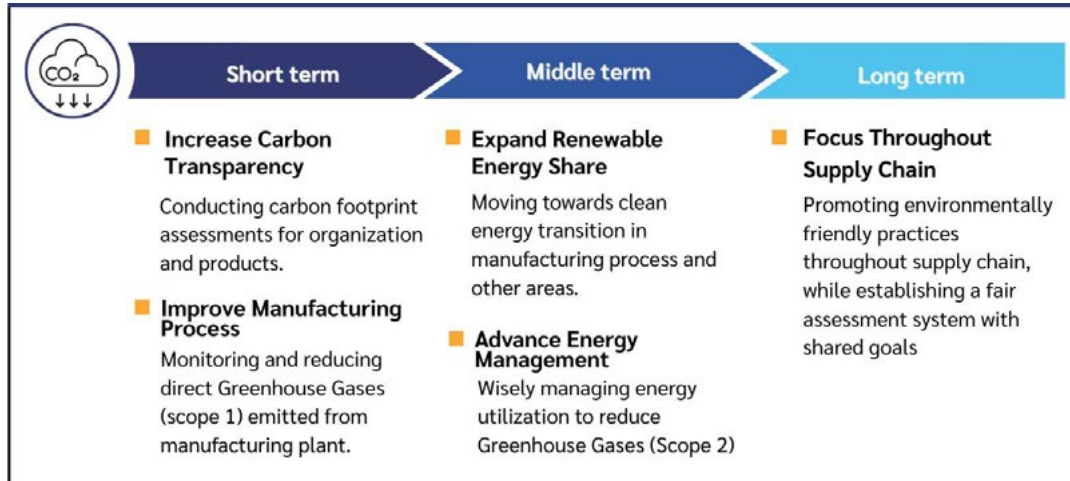 CO₂
Short term
Middle term
Long term
Increase Carbon
Transparency
Conducting carbon footprint
assessments for organization
and products.
Improve Manufacturing
Process
Monitoring and reducing
direct Greenhouse Gases
(scope 1) emitted from
manufacturing plant.
Expand Renewable
Energy Share
Moving towards clean
energy transition in
manufacturing process and
other areas.
Advance Energy
Management
Wisely managing energy
utilization to reduce
Greenhouse Gases (Scope 2)
Focus Throughout
Supply Chain
Promoting environmentally
friendly practices
throughout supply chain,
while establishing a fair
assessment system with
shared goals